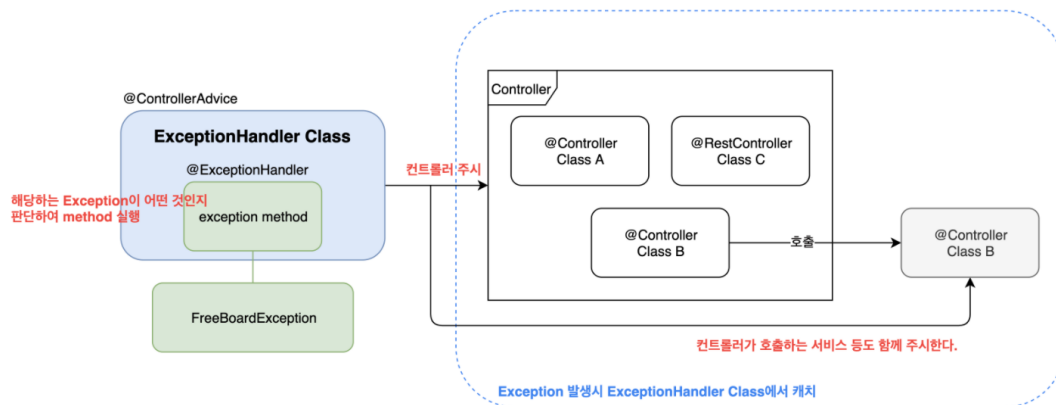 @ControllerAdvice
ExceptionHandler Class
@ExceptionHandler
해당하는 Exception이 어떤 것인지
판단하여 method 실행
exception method
FreeBoardException
컨트롤러 주시
Controller
@Controller
Class A
@RestController
Class C
@Controller
Class B
호출
@Controller
Class B
컨트롤러가 호출하는 서비스 등도 함께 주시한다.
Exception 발생시 ExceptionHandler Class에서 캐치